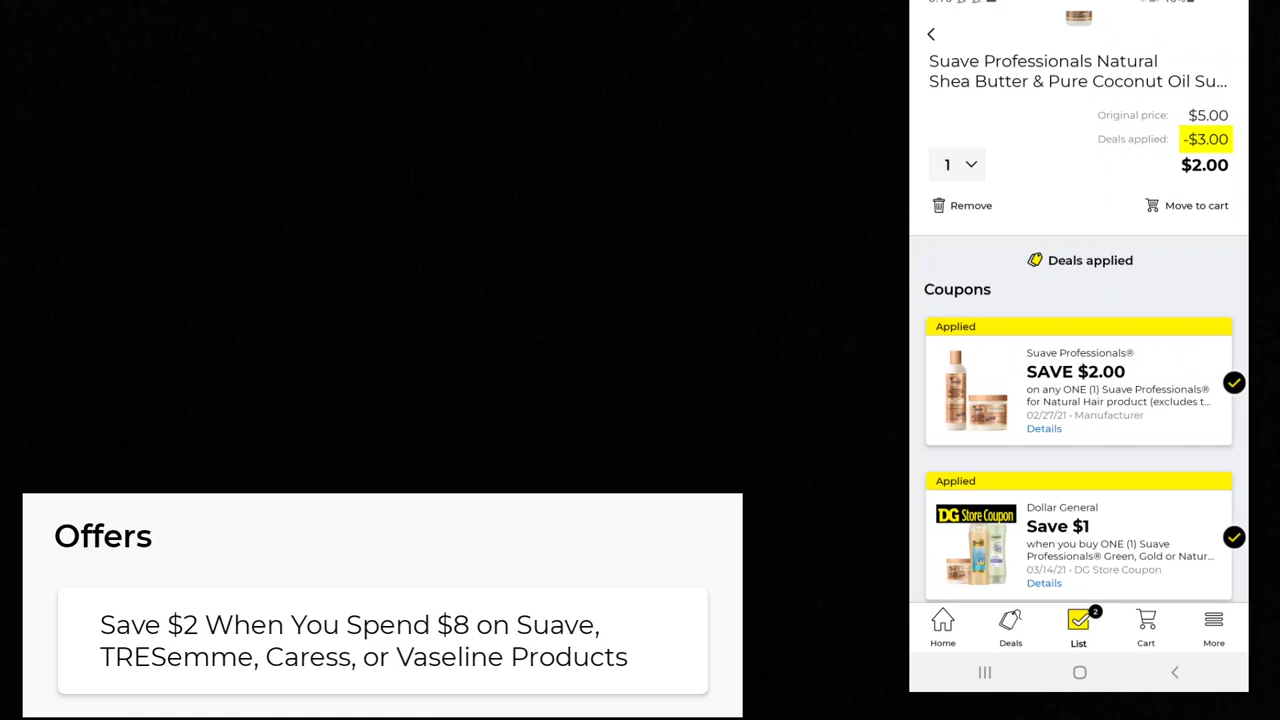 Suave Professionals Natural
Shea Butter & Pure Coconut Oil Su...
Original price: $5.00
Deals applied: -$3.00
1 $2.00
Remove Move to cart
Deals applied
Coupons
Applied
Suave Professionals®
SAVE $2.00
on any ONE (1) Suave Professionals®
for Natural Hair product (excludes t...
02/27/21 • Manufacturer
Details
Applied
DG Store Coupon
Dollar General
Save $1
when you buy ONE (1) Suave
Professionals® Green, Gold or Natur...
03/14/21 • DG Store Coupon
Details
2
Home Deals List Cart More
Offers
Save $2 When You Spend $8 on Suave,
TRESemme, Caress, or Vaseline Products